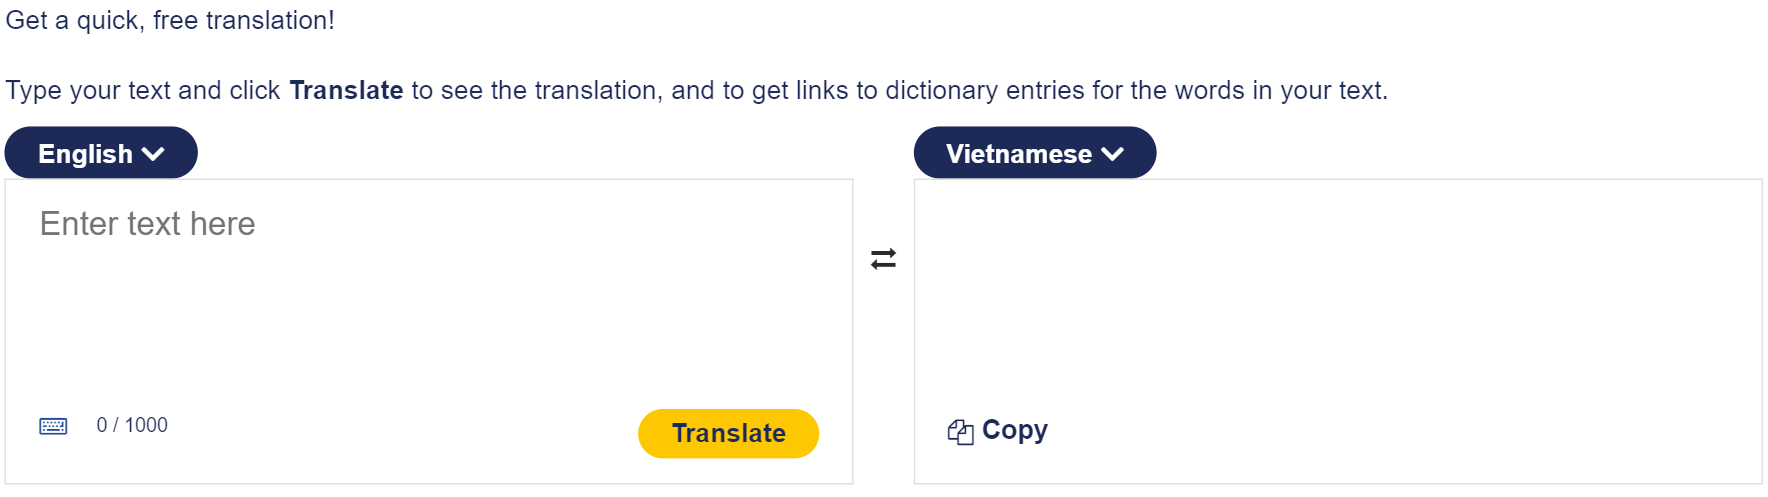 Get a quick, free translation!
Type your text and click Translate to see the translation, and to get links to dictionary entries for the words in your text.
English
Vietnamese
Enter text here
0 / 1000
Translate
Copy